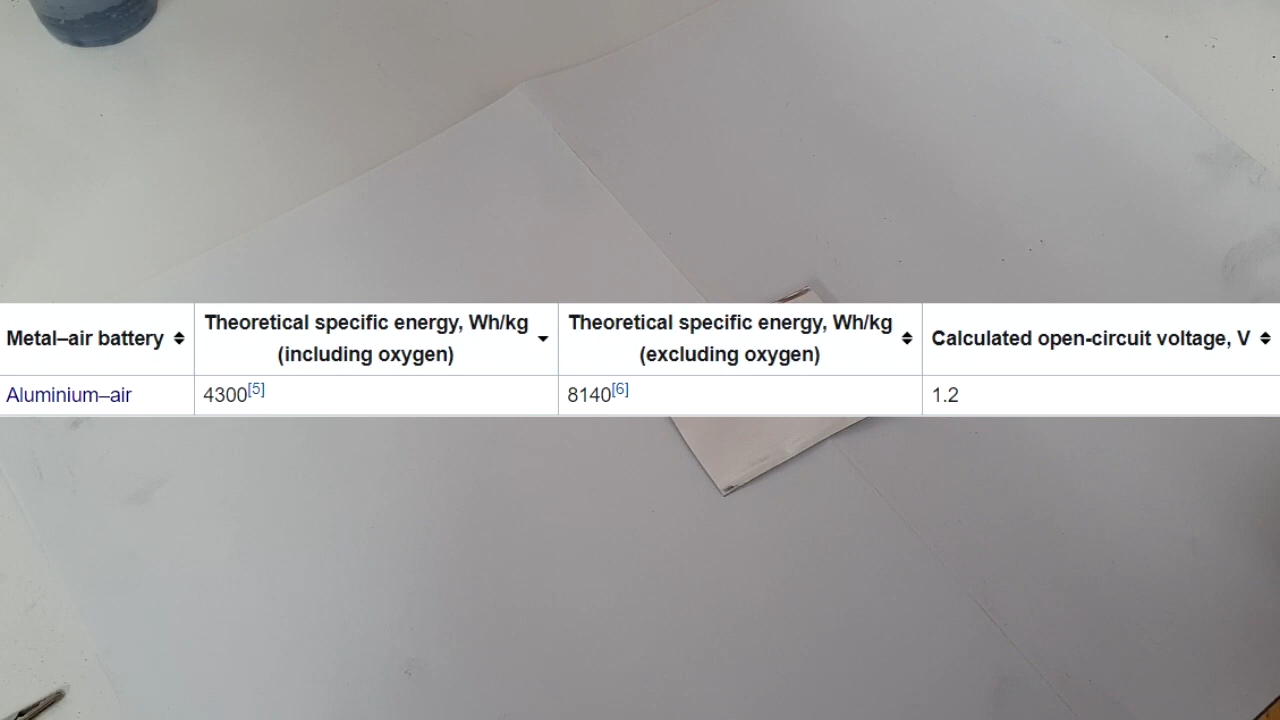 Metal–air battery
Theoretical specific energy, Wh/kg
(including oxygen)
Theoretical specific energy, Wh/kg
(excluding oxygen)
Calculated open-circuit voltage, V
Aluminium–air
4300[5]
8140[6]
1.2